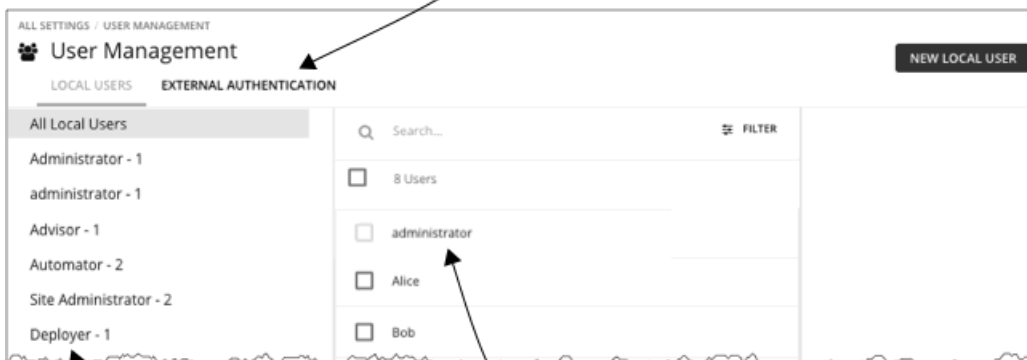 ALL SETTINGS / USER MANAGEMENT
User Management
NEW LOCAL USER
LOCAL USERS EXTERNAL AUTHENTICATION
All Local Users
Administrator - 1
administrator - 1
Advisor - 1
Automator - 2
Site Administrator - 2
Deployer - 1
Search...
FILTER
8 Users
administrator
Alice
Bob